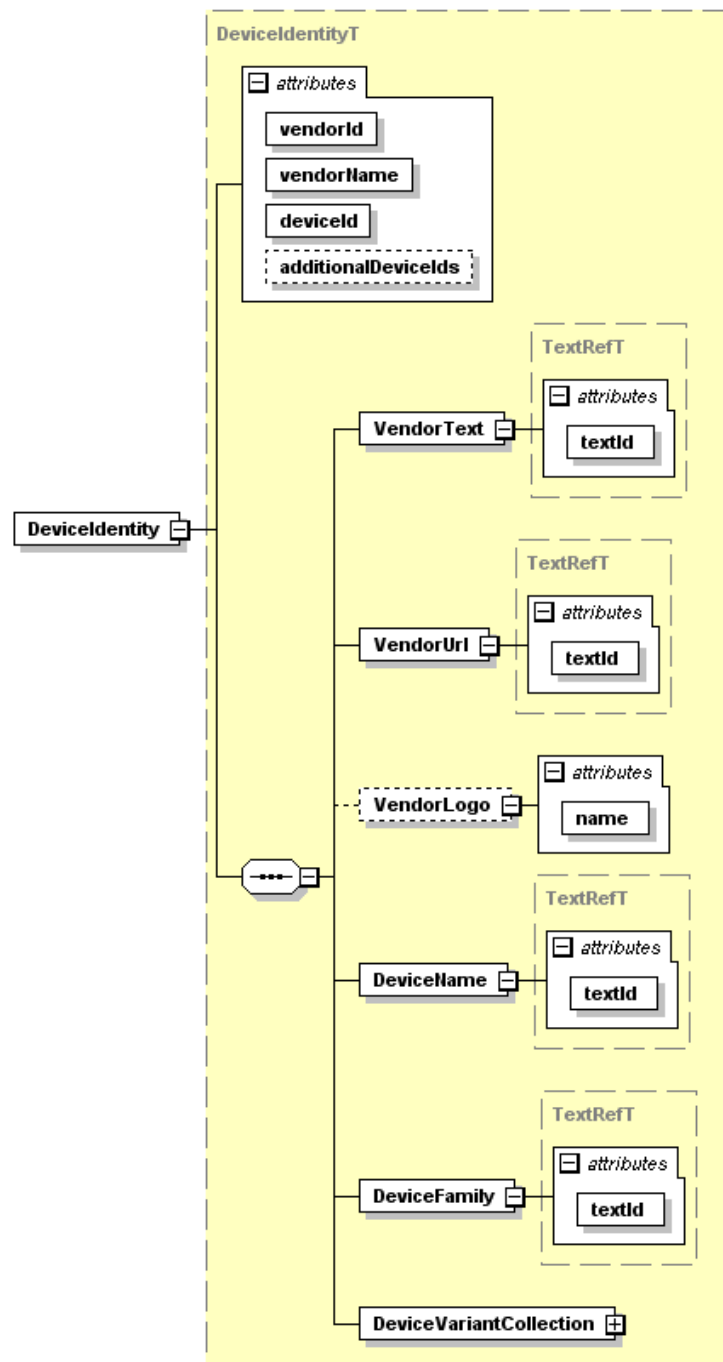 DeviceIdentityT
attributes
vendorId
vendorName
deviceId
additionalDeviceIds
TextRefT
attributes
VendorText
textId
DeviceIdentity
TextRefT
attributes
VendorUrl
textId
attributes
VendorLogo
name
TextRefT
attributes
DeviceName
textId
TextRefT
attributes
DeviceFamily
textId
DeviceVariantCollection